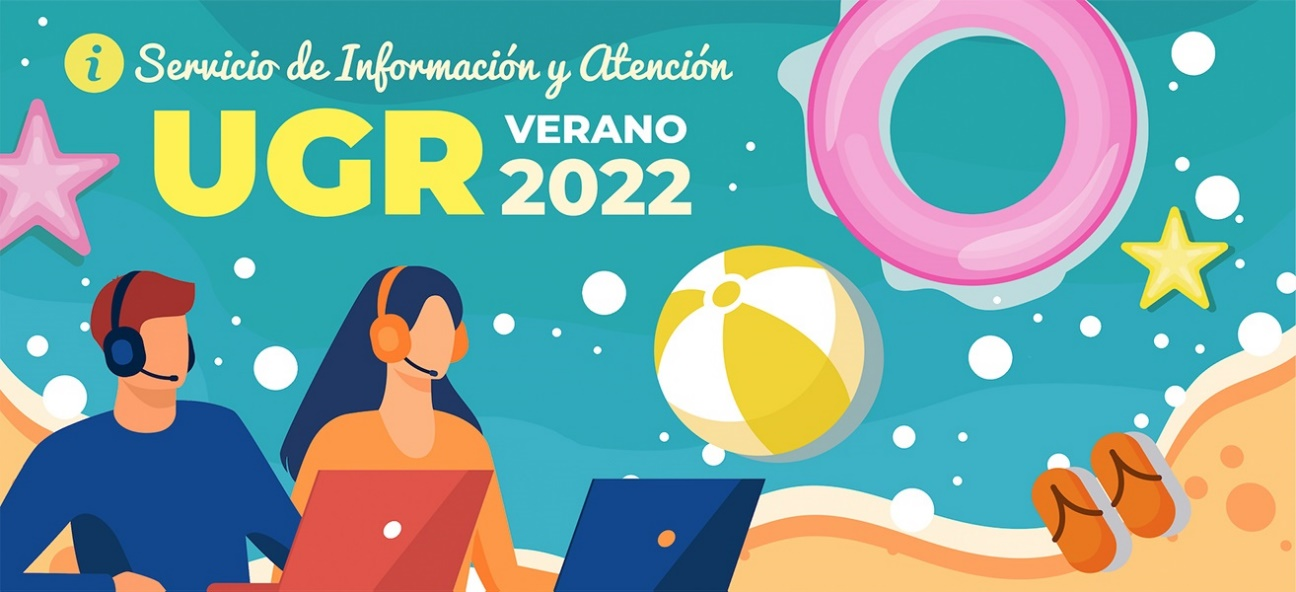 i Servicio de Información y Atención
UGR VERANO
2022